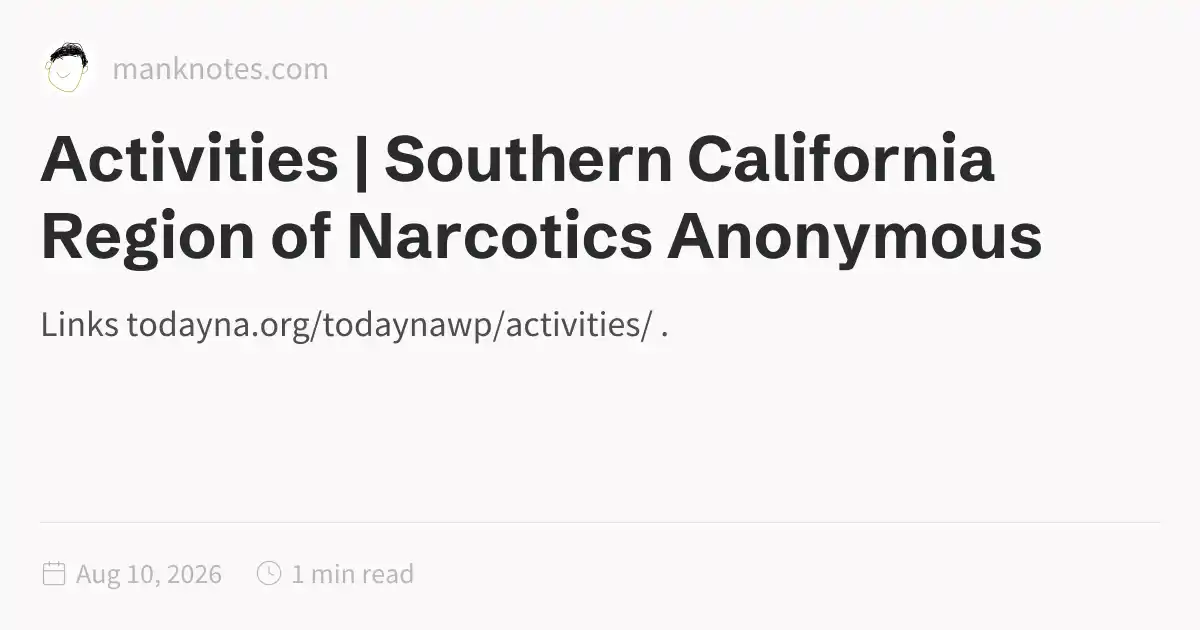 manknotes.com
Activities | Southern California
Region of Narcotics Anonymous
Links todayna.org/todaynawp/activities/ .
Aug 10, 2026 1 min read